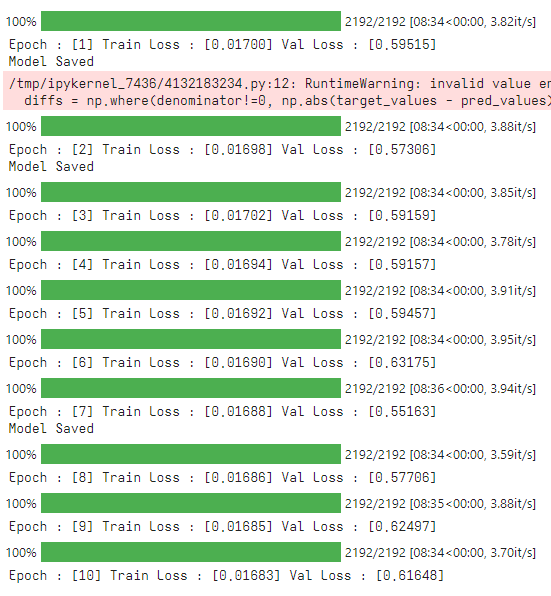 100% 2192/2192 [08:34<00:00, 3.82it/s]
Epoch : [1] Train Loss : [0.01700] Val Loss : [0.59515]
Model Saved
/tmp/ipykernel_7436/4132183234.py:12: RuntimeWarning: invalid value en
diffs = np.where(denominator!=0, np.abs(target_values - pred_values)
100% 2192/2192 [08:34<00:00, 3.88it/s]
Epoch : [2] Train Loss : [0.01698] Val Loss : [0.57306]
Model Saved
100% 2192/2192 [08:34<00:00, 3.85it/s]
Epoch : [3] Train Loss : [0.01702] Val Loss : [0.59159]
100% 2192/2192 [08:34<00:00, 3.78it/s]
Epoch : [4] Train Loss : [0.01694] Val Loss : [0.59157]
100% 2192/2192 [08:34<00:00, 3.91it/s]
Epoch : [5] Train Loss : [0.01692] Val Loss : [0.59457]
100% 2192/2192 [08:34<00:00, 3.95it/s]
Epoch : [6] Train Loss : [0.01690] Val Loss : [0.63175]
100% 2192/2192 [08:36<00:00, 3.94it/s]
Epoch : [7] Train Loss : [0.01688] Val Loss : [0.55163]
Model Saved
100% 2192/2192 [08:34<00:00, 3.59it/s]
Epoch : [8] Train Loss : [0.01686] Val Loss : [0.57706]
100% 2192/2192 [08:35<00:00, 3.88it/s]
Epoch : [9] Train Loss : [0.01685] Val Loss : [0.62497]
100% 2192/2192 [08:34<00:00, 3.70it/s]
Epoch : [10] Train Loss : [0.01683] Val Loss : [0.61648]